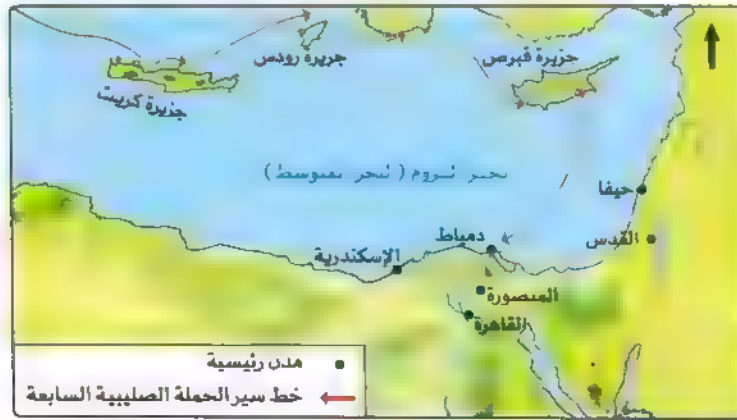 جزيرة قبرص
جزيرة رودس
جزيرة كريت
بحر الروم (البحر المتوسط)
حيفا
القدس
دمياط
الإسكندرية
المنصورة
القاهرة
مدن رئيسية
خط سير الحملة الصليبية السابعة